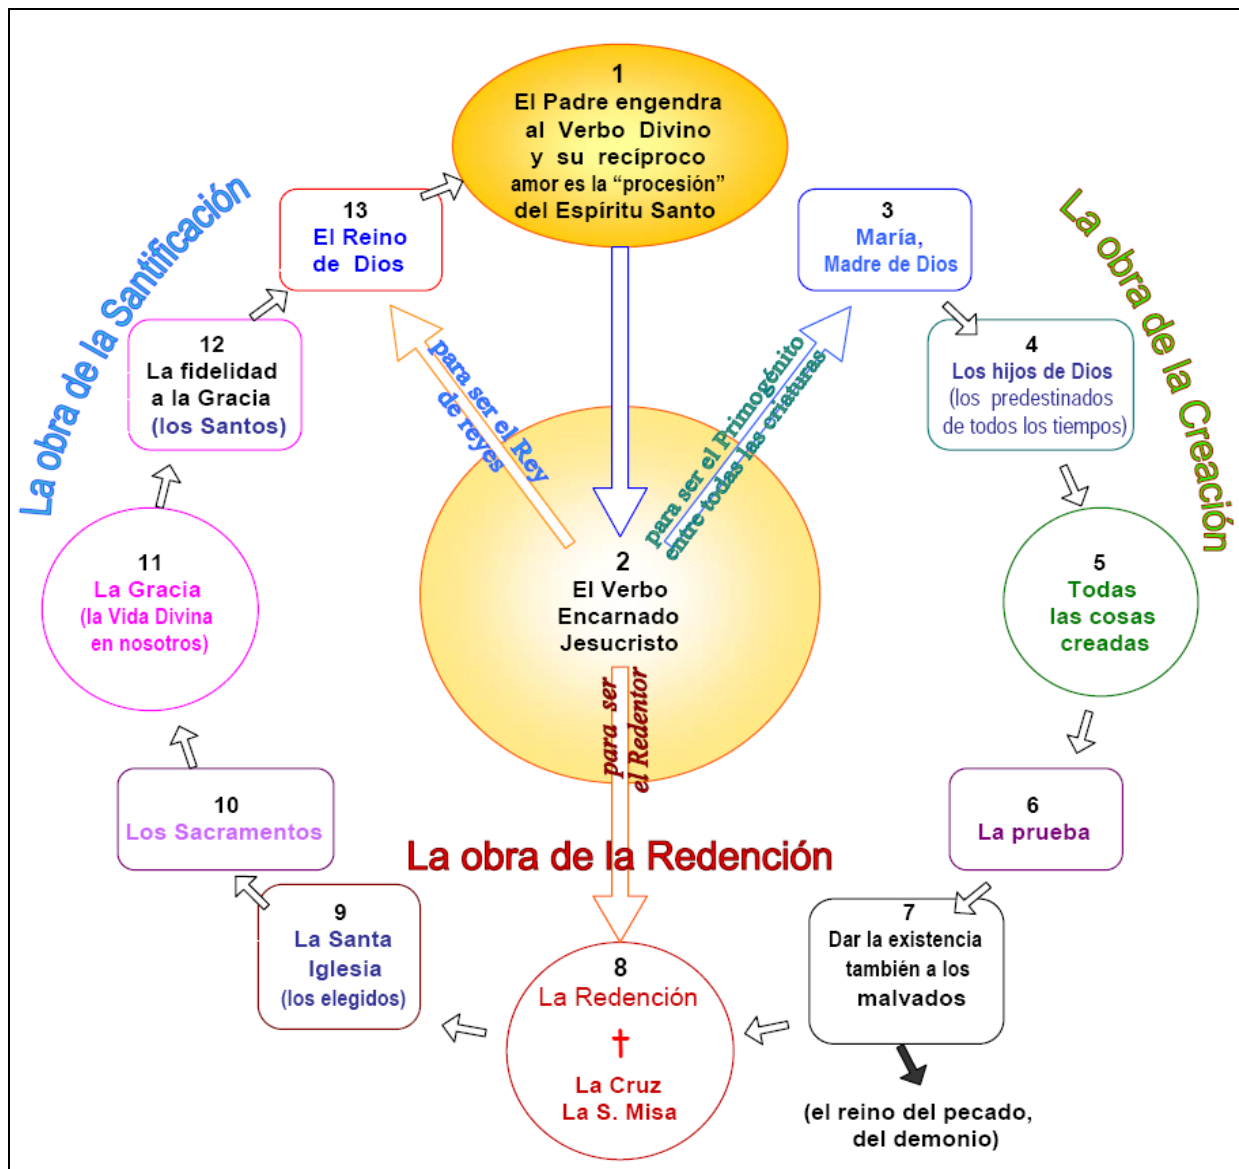 1
El Padre engendra
al Verbo Divino
y su recíproco
amor es la “procesión”
del Espíritu Santo
La obra de la Santificación
La obra de la Creación
13
El Reino
de Dios
3
María,
Madre de Dios
12
La fidelidad
a la Gracia
(los Santos)
para ser el Rey
de reyes
para ser el Primogénito
entre todas las criaturas
4
Los hijos de Dios
(los predestinados
de todos los tiempos)
11
La Gracia
(la Vida Divina
en nosotros)
2
El Verbo
Encarnado
Jesucristo
5
Todas
las cosas
creadas
para ser
el Redentor
10
Los Sacramentos
6
La prueba
La obra de la Redención
9
La Santa
Iglesia
(los elegidos)
8
La Redención
La Cruz
La S. Misa
7
Dar la existencia
también a los
malvados
(el reino del pecado,
del demonio)